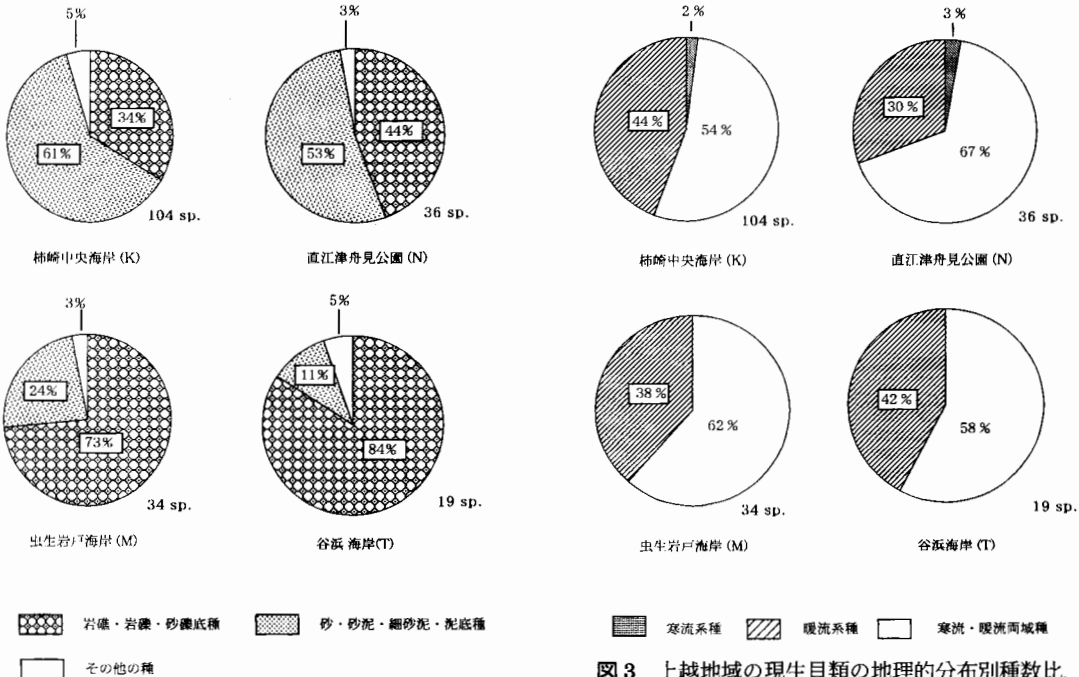 5%
34%
61%
104 sp.
柿崎中央海岸 (K)
3%
44%
53%
36 sp.
直江津舟見公園 (N)
3%
24%
73%
34 sp.
虫生岩戸海岸 (M)
5%
11%
84%
19 sp.
谷浜 海岸(T)
岩礁・岩礫・砂礫底種
砂・砂泥・細砂泥・泥底種
その他の種
2%
44%
54%
104 sp.
柿崎中央海岸 (K)
3%
30%
67%
36 sp.
直江津舟見公園 (N)
38%
62%
34 sp.
虫生岩戸海岸 (M)
42%
58%
19 sp.
谷浜海岸 (T)
寒流系種
暖流系種
寒流・暖流両域種
図3 上越地域の現生貝類の地理的分布別種数比.